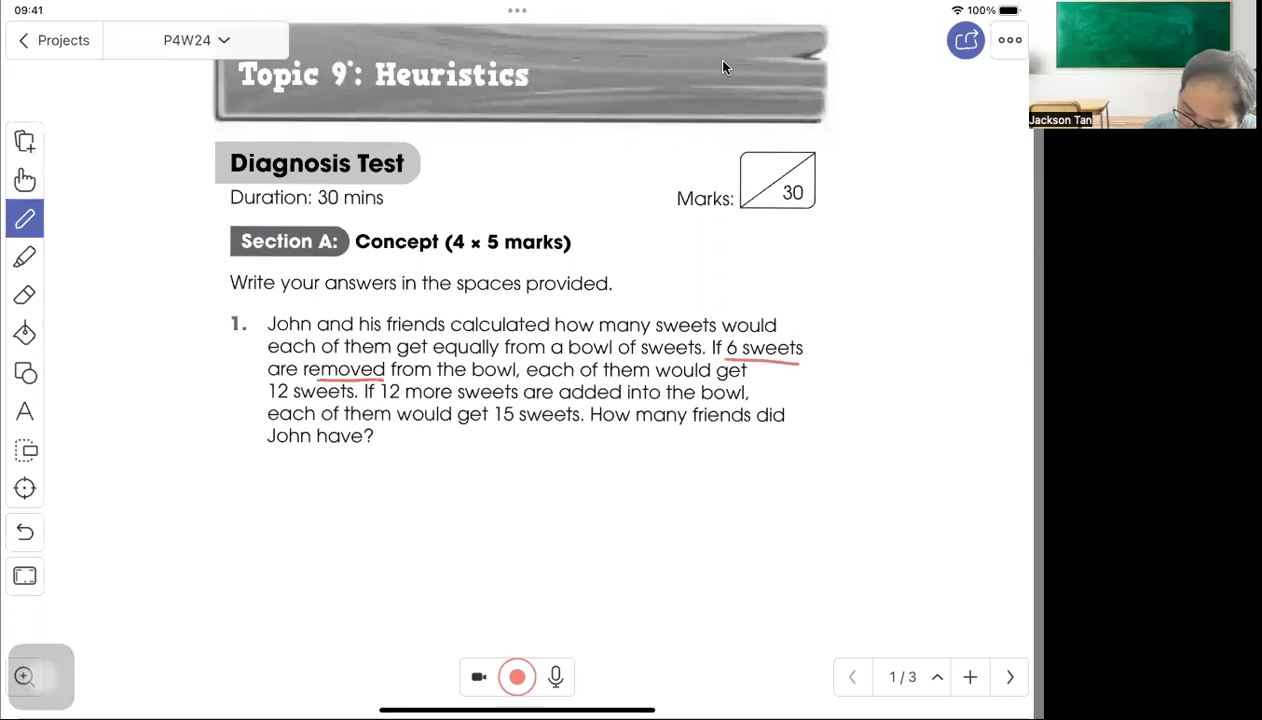 09:41
100%
Projects
P4W24
Topic 9: Heuristics
Jackson Tan
Diagnosis Test
Duration: 30 mins
Marks:
30
Section A: Concept (4 × 5 marks)
Write your answers in the spaces provided.
1. John and his friends calculated how many sweets would
each of them get equally from a bowl of sweets. If 6 sweets
are removed from the bowl, each of them would get
12 sweets. If 12 more sweets are added into the bowl,
each of them would get 15 sweets. How many friends did
John have?
A
1 / 3